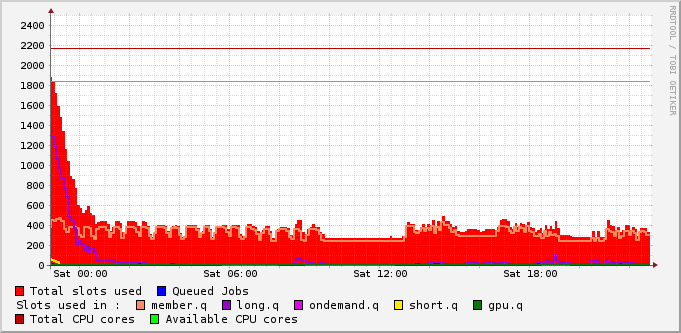 RRDTOOL / TOBI OETIKER
2400
2200
2000
1800
1600
1400
1200
1000
800
600
400
200
0
Sat 00:00 Sat 06:00 Sat 12:00 Sat 18:00
Total slots used Queued Jobs
Slots used in : member.q long.q ondemand.q short.q gpu.q
Total CPU cores Available CPU cores